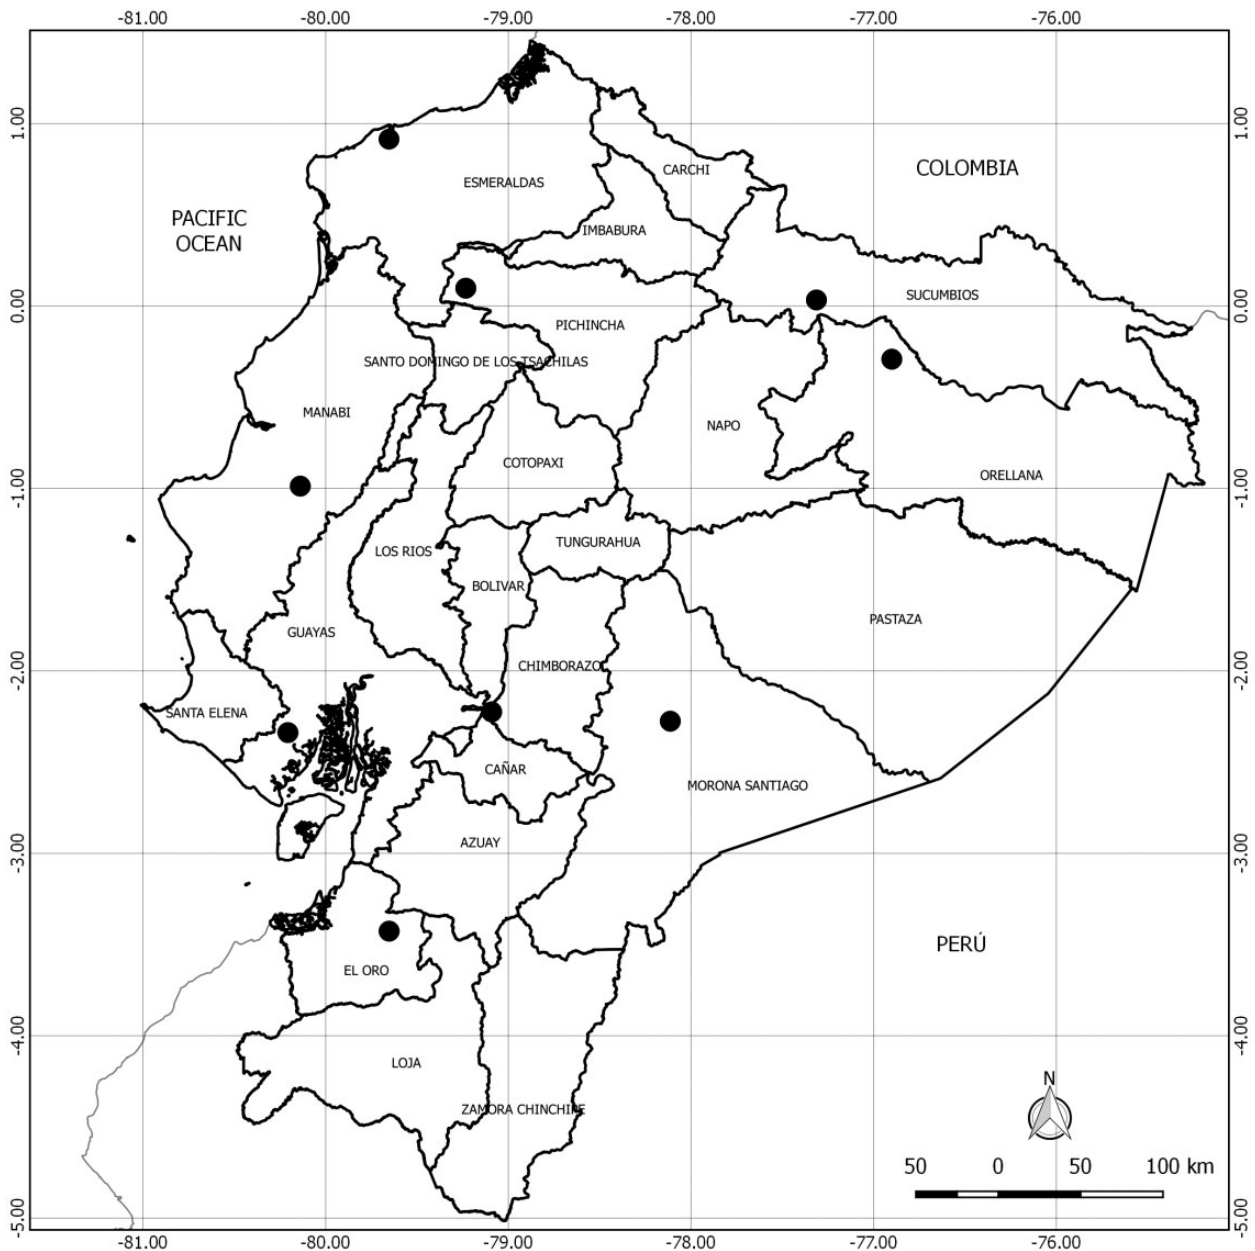 -81.00 -80.00 -79.00 -78.00 -77.00 -76.00
1.00 1.00
CARCHI
COLOMBIA
ESMERALDAS
PACIFIC
OCEAN
IMBABURA
SUCUMBIOS
0.00 0.00
PICHINCHA
SANTO DOMINGO DE LOS TSACHILAS
MANABI
NAPO
COTOPAXI
ORELLANA
-1.00 -1.00
TUNGURAHUA
LOS RIOS
BOLIVAR
PASTAZA
GUAYAS
CHIMBORAZO
-2.00 -2.00
SANTA ELENA
CAÑAR
MORONA SANTIAGO
AZUAY
-3.00 -3.00
PERÚ
EL ORO
-4.00 -4.00
LOJA
N
ZAMORA CHINCHIPE
50 0 50 100 km
-5.00 -5.00
-81.00 -80.00 -79.00 -78.00 -77.00 -76.00